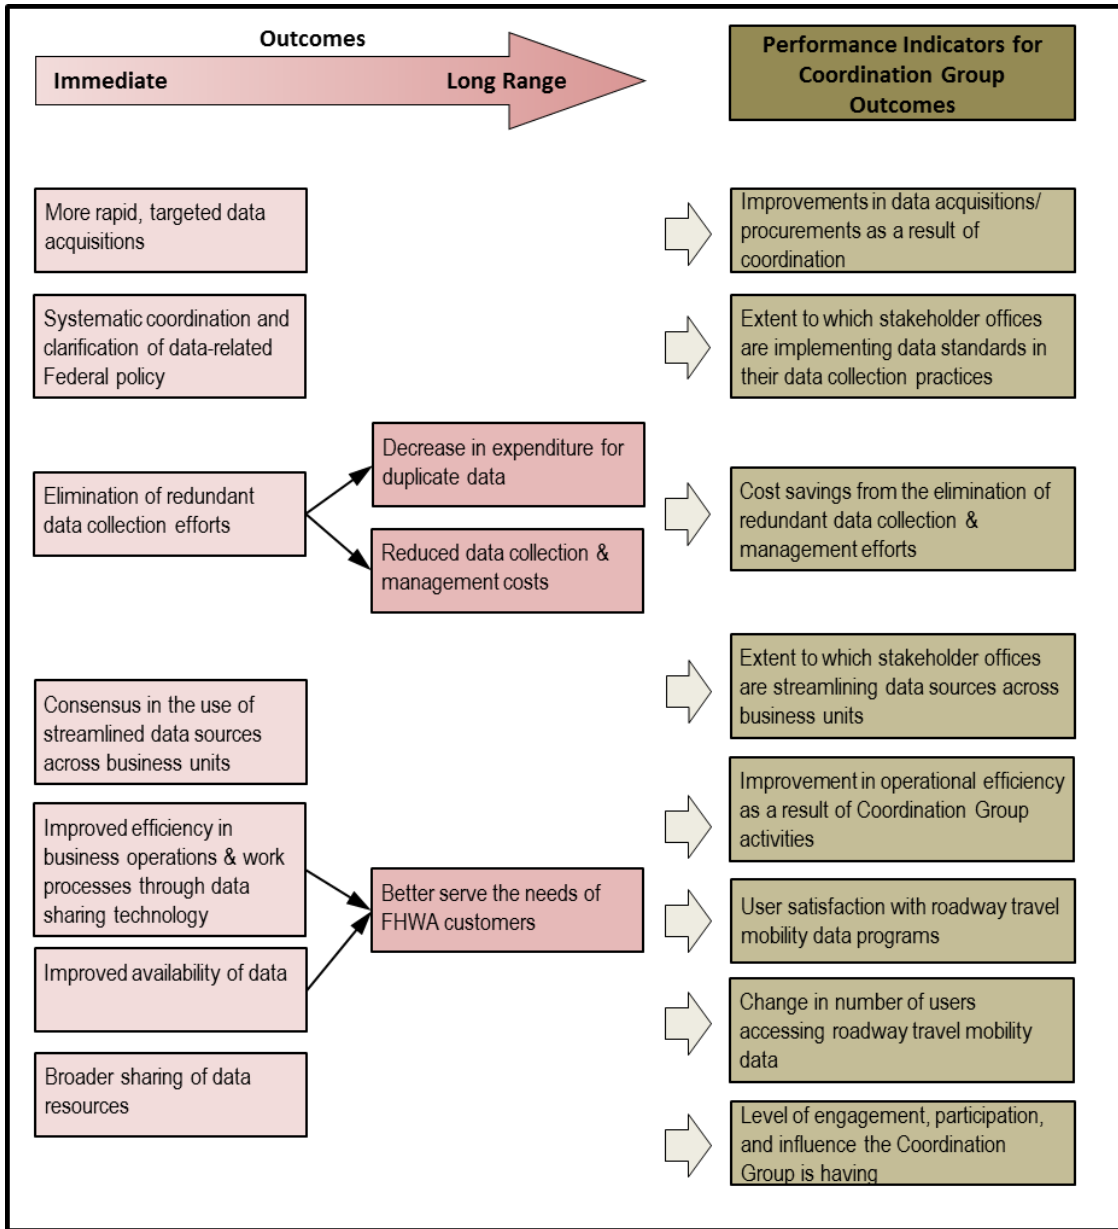 Outcomes
Immediate
Long Range
Performance Indicators for
Coordination Group
Outcomes
More rapid, targeted data
acquisitions
Improvements in data acquisitions/
procurements as a result of
coordination
Systematic coordination and
clarification of data-related
Federal policy
Extent to which stakeholder offices
are implementing data standards in
their data collection practices
Elimination of redundant
data collection efforts
Decrease in expenditure for
duplicate data
Reduced data collection &
management costs
Cost savings from the elimination of
redundant data collection &
management efforts
Consensus in the use of
streamlined data sources
across business units
Extent to which stakeholder offices
are streamlining data sources across
business units
Improved efficiency in
business operations & work
processes through data
sharing technology
Improvement in operational efficiency
as a result of Coordination Group
activities
Better serve the needs of
FHWA customers
User satisfaction with roadway travel
mobility data programs
Improved availability of data
Change in number of users
accessing roadway travel mobility
data
Broader sharing of data
resources
Level of engagement, participation,
and influence the Coordination
Group is having